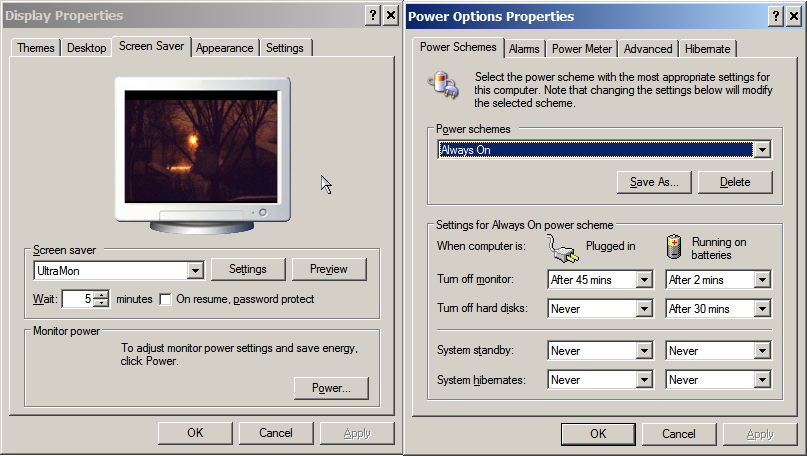 Display Properties
Themes Desktop Screen Saver Appearance Settings
Screen saver
UltraMon Settings Preview
Wait: 5 minutes On resume, password protect
Monitor power
To adjust monitor power settings and save energy,
click Power.
Power...
OK Cancel Apply
Power Options Properties
Power Schemes Alarms Power Meter Advanced Hibernate
Select the power scheme with the most appropriate settings for
this computer. Note that changing the settings below will modify
the selected scheme.
Power schemes
Always On
Save As... Delete
Settings for Always On power scheme
When computer is: Plugged in Running on
batteries
Turn off monitor: After 45 mins After 2 mins
Turn off hard disks: Never After 30 mins
System standby: Never Never
System hibernates: Never Never
OK Cancel Apply